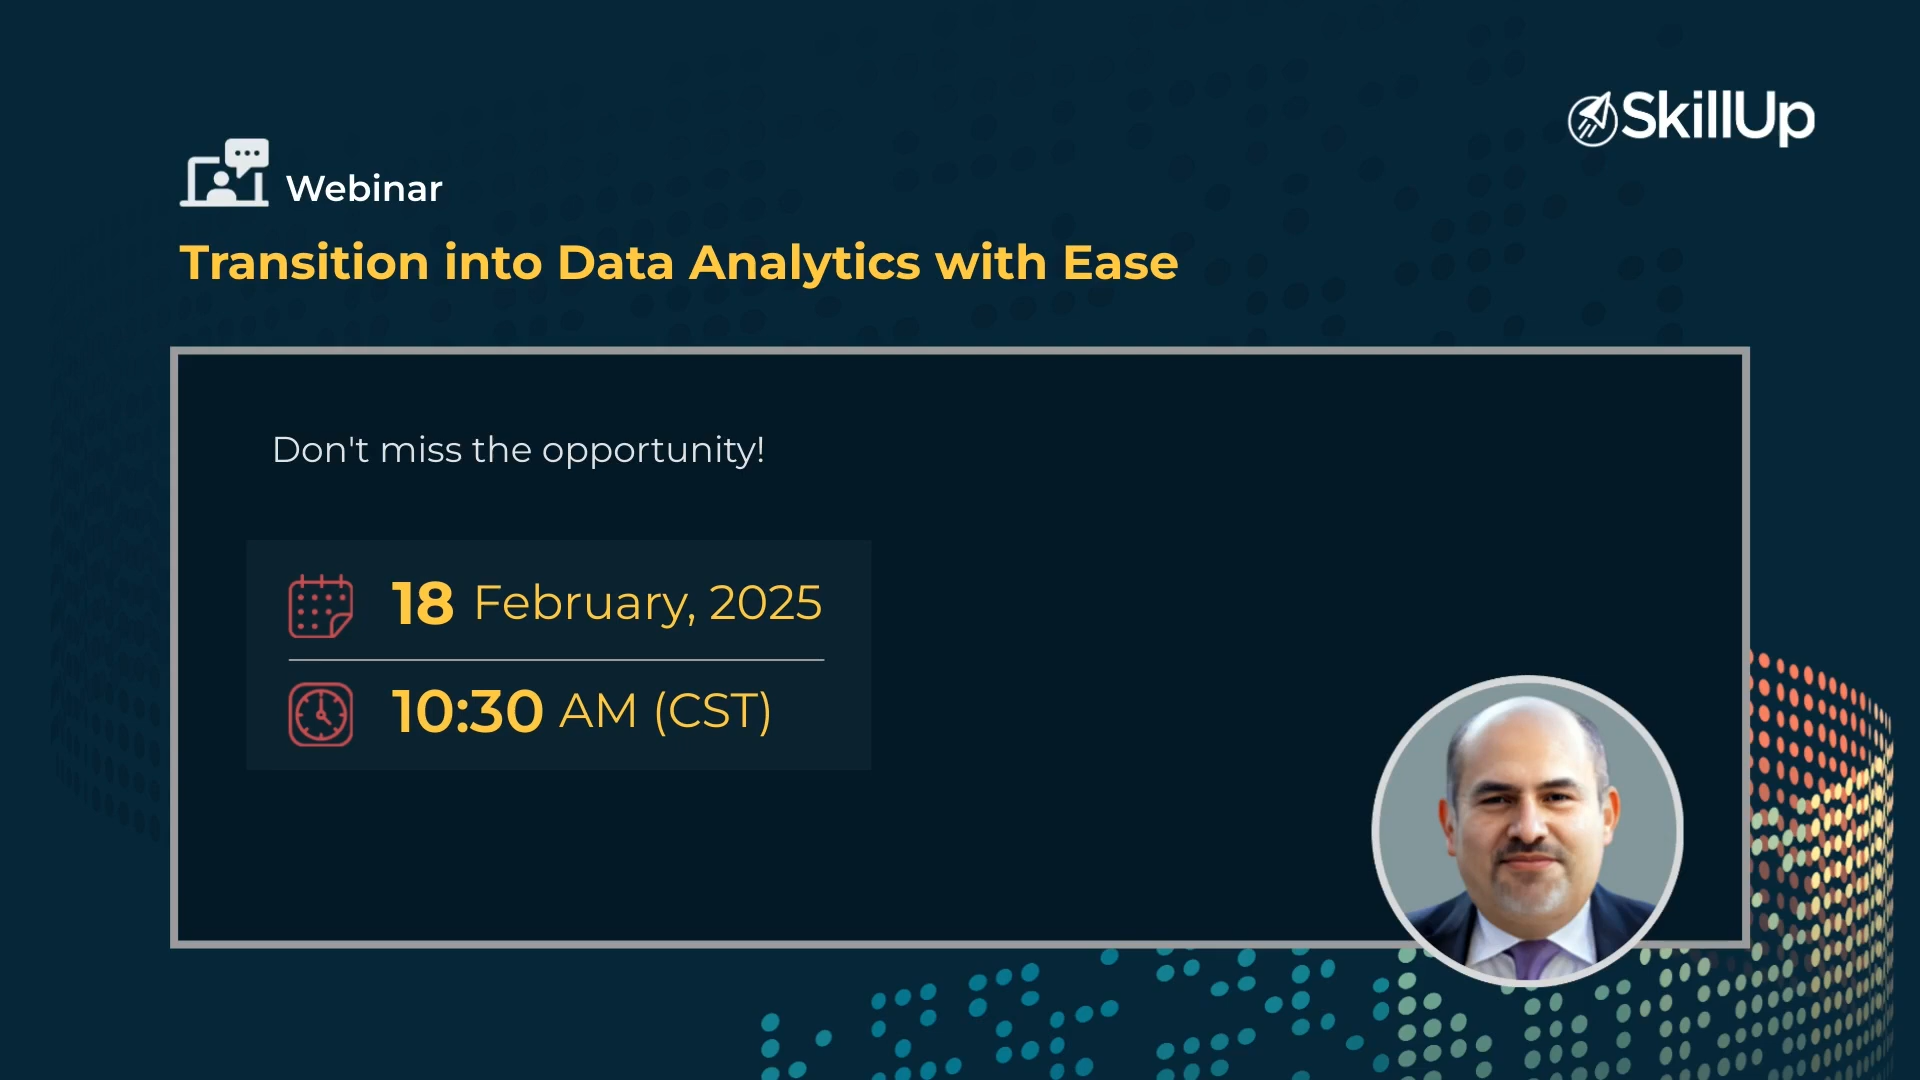 SkillUp
Webinar
Transition into Data Analytics with Ease
Don't miss the opportunity!
18 February, 2025
10:30 AM (CST)